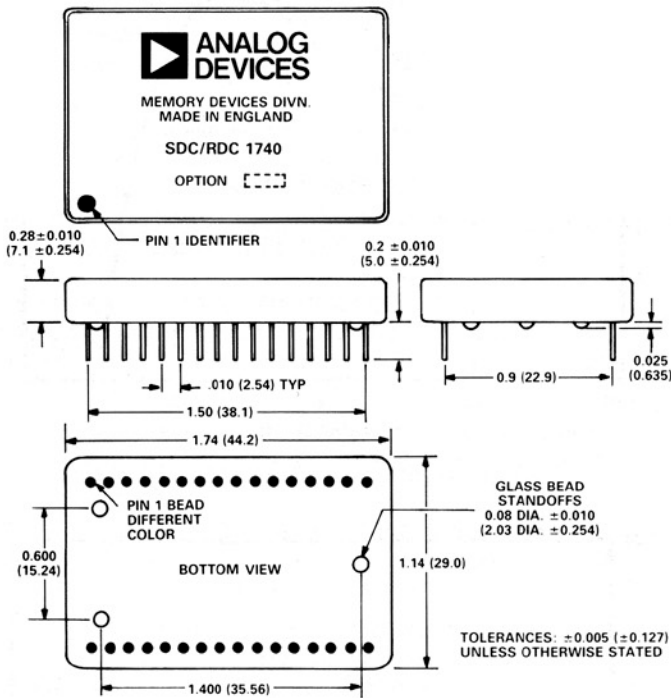 ANALOG
DEVICES
MEMORY DEVICES DIVN.
MADE IN ENGLAND
SDC/RDC 1740
OPTION
PIN 1 IDENTIFIER
0.28±0.010
(7.1 ±0.254)
0.2 ±0.010
(5.0 ±0.254)
.010 (2.54) TYP
1.50 (38.1)
1.74 (44.2)
0.9 (22.9)
0.025
(0.635)
PIN 1 BEAD
DIFFERENT
COLOR
0.600
(15.24)
BOTTOM VIEW
GLASS BEAD
STANDOFFS
0.08 DIA. ±0.010
(2.03 DIA. ±0.254)
1.14 (29.0)
1.400 (35.56)
TOLERANCES: ±0.005 (±0.127)
UNLESS OTHERWISE STATED